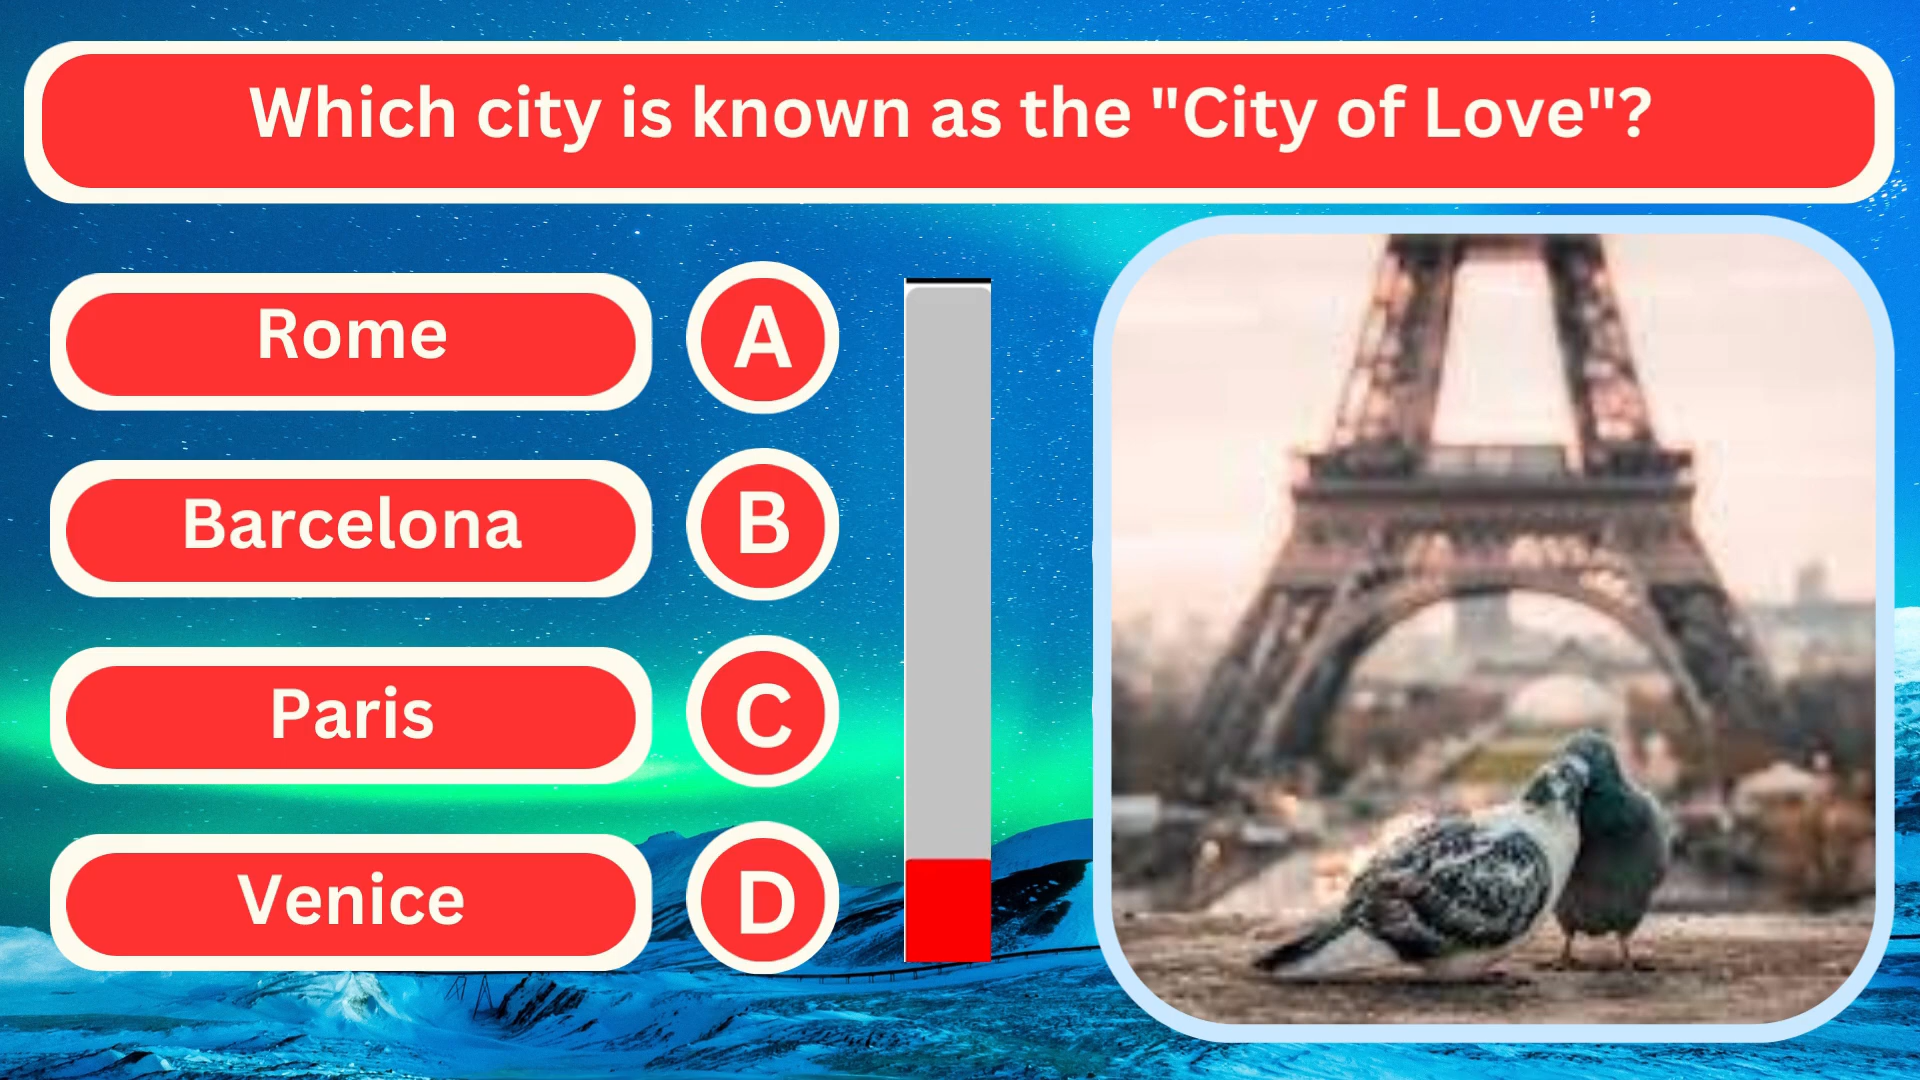 Which city is known as the "City of Love"?
Rome A
Barcelona B
Paris C
Venice D